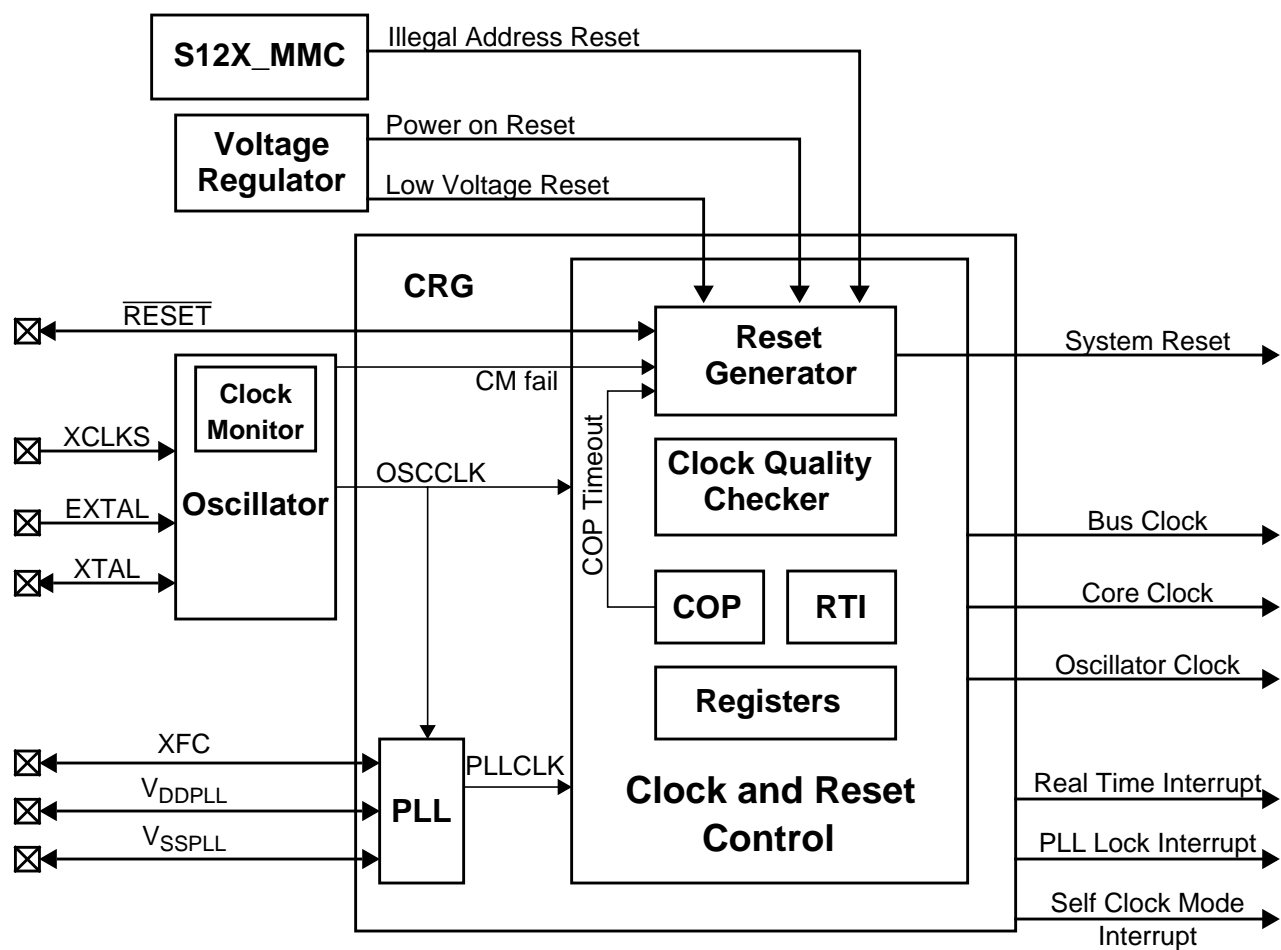 S12X_MMC
Illegal Address Reset
Voltage
Regulator
Power on Reset
Low Voltage Reset
CRG
RESET
Reset
Generator
System Reset
Clock
Monitor
CM fail
XCLKS
COP Timeout
Clock Quality
Checker
OSCCLK
Oscillator
EXTAL
Bus Clock
XTAL
COP
RTI
Core Clock
Oscillator Clock
Registers
XFC
PLLCLK
VDDPLL
PLL
Clock and Reset
Control
Real Time Interrupt
VSSPLL
PLL Lock Interrupt
Self Clock Mode
Interrupt